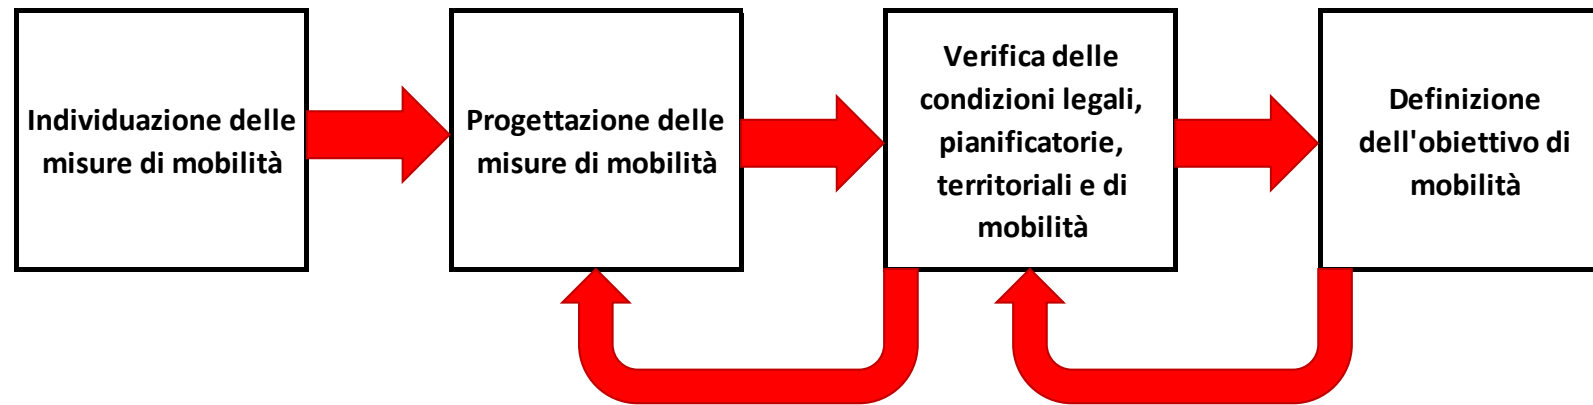 Individuazione delle
misure di mobilità
Progettazione delle
misure di mobilità
Verifica delle
condizioni legali,
pianificatorie,
territoriali e di
mobilità
Definizione
dell'obiettivo di
mobilità